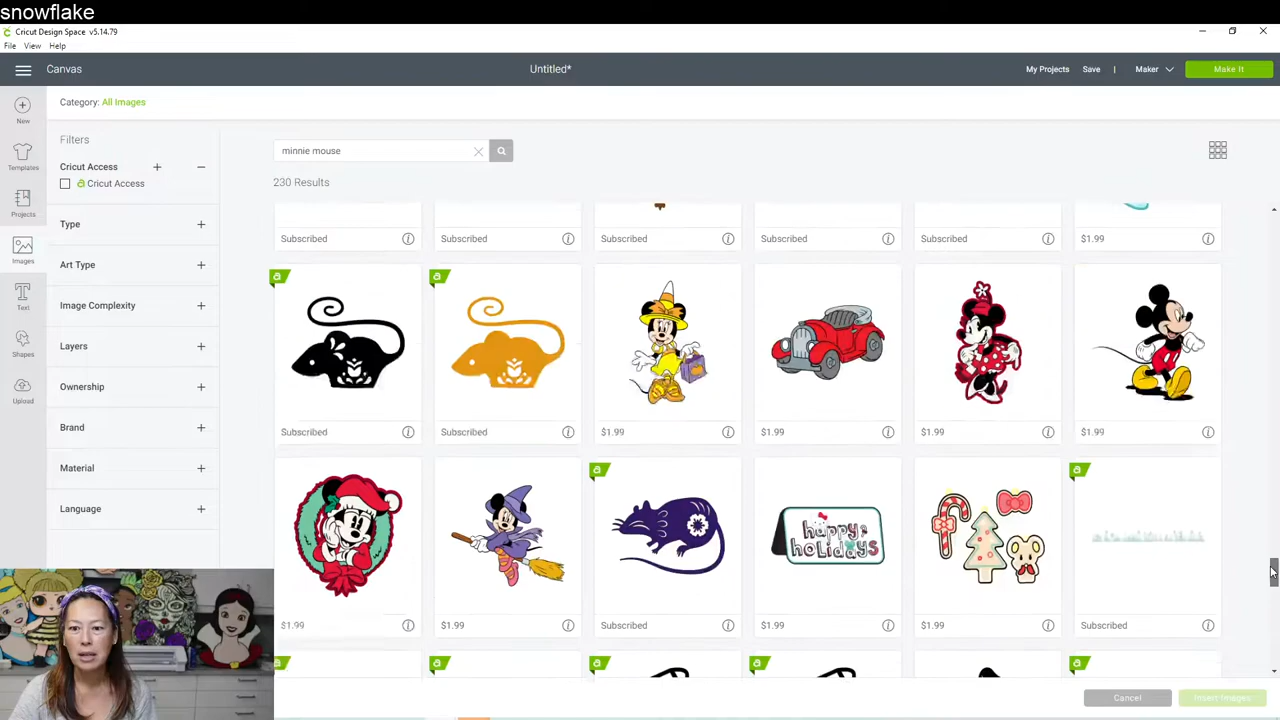 snowflake
Cricut Design Space v5.14.79
File View Help
Canvas
Untitled*
My Projects Save | Maker Make It
New
Templates
Projects
Images
Text
Shapes
Upload
Category: All Images
Filters
Cricut Access
a Cricut Access
Type
Art Type
Image Complexity
Layers
Ownership
Brand
Material
Language
minnie mouse
230 Results
Subscribed Subscribed Subscribed Subscribed Subscribed $1.99
a a
Subscribed Subscribed $1.99 $1.99 $1.99 $1.99
a a
happy
holidays
$1.99 $1.99 Subscribed $1.99 $1.99 Subscribed
a a a a a
Cancel Insert Images